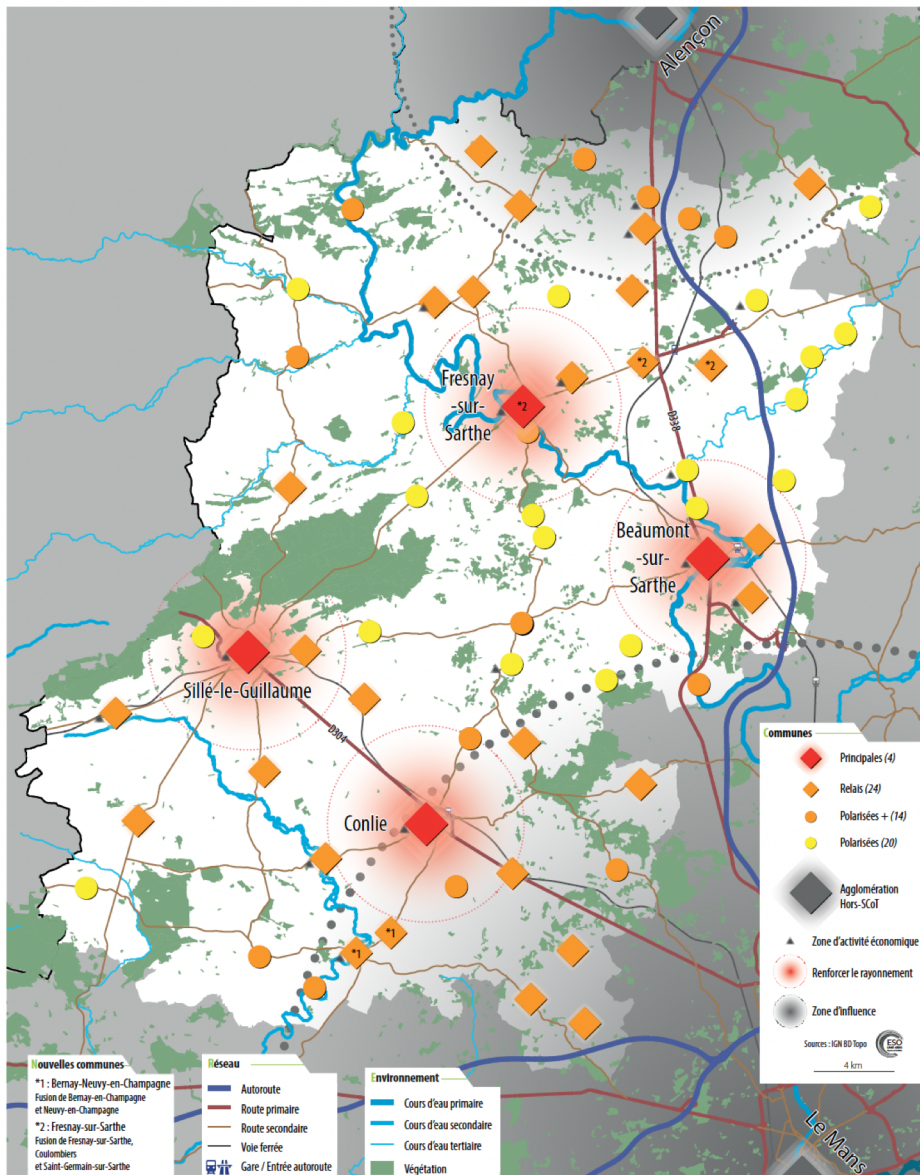 Alençon
*2
*2
Fresnay
-sur-
Sarthe
*2
D338
Beaumont
-sur-
Sarthe
Sillé-le-Guillaume
D304
Conlie
*1
*1
Le Mans
Communes
Principales (4)
Relais (24)
Polarisées + (14)
Polarisées (20)
Agglomération
Hors-SCoT
Zone d'activité économique
Renforcer le rayonnement
Zone d'influence
Sources : IGN BD Topo
ESO
4 km
Nouvelles communes
*1 : Bernay-Neuvy-en-Champagne
Fusion de Bernay-en-Champagne
et Neuvy-en-Champagne
*2 : Fresnay-sur-Sarthe
Fusion de Fresnay-sur-Sarthe,
Coulombiers
et Saint-Germain-sur-Sarthe
Réseau
Autoroute
Route primaire
Route secondaire
Voie ferrée
Gare / Entrée autoroute
Environnement
Cours d'eau primaire
Cours d'eau secondaire
Cours d'eau tertiaire
Végétation